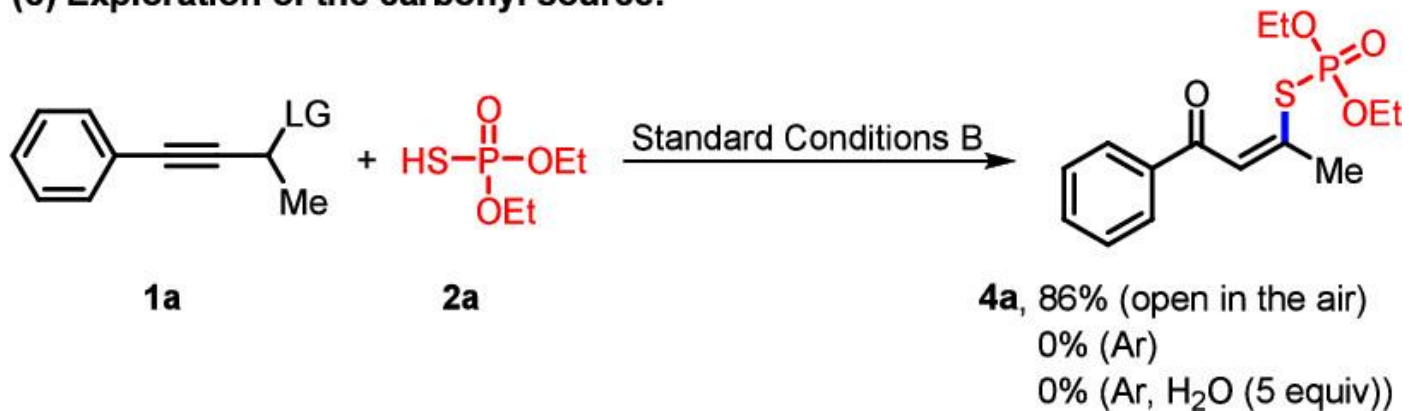 (c) Exploration of the carbonyl source.
LG
Me
+
O
HS P OEt
OEt
Standard Conditions B
EtO
O
P
S
OEt
O
Me
1a
2a
4a, 86% (open in the air)
0% (Ar)
0% (Ar, H₂O (5 equiv))